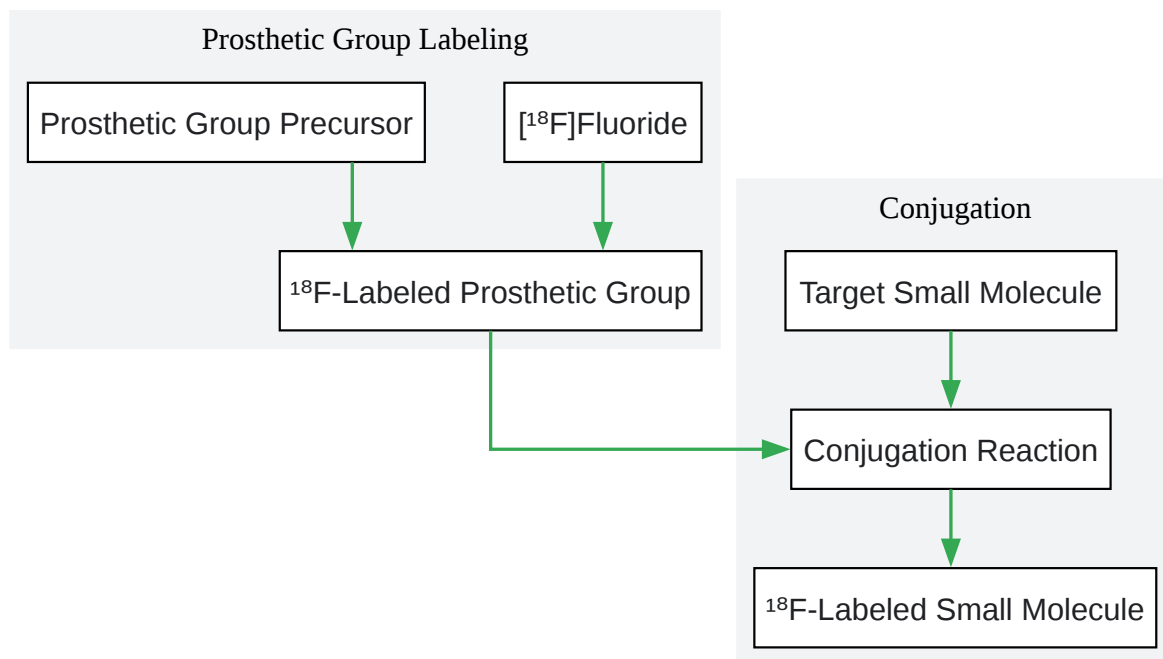 Prosthetic Group Labeling
Prosthetic Group Precursor
[¹⁸F]Fluoride
¹⁸F-Labeled Prosthetic Group
Conjugation
Target Small Molecule
Conjugation Reaction
¹⁸F-Labeled Small Molecule